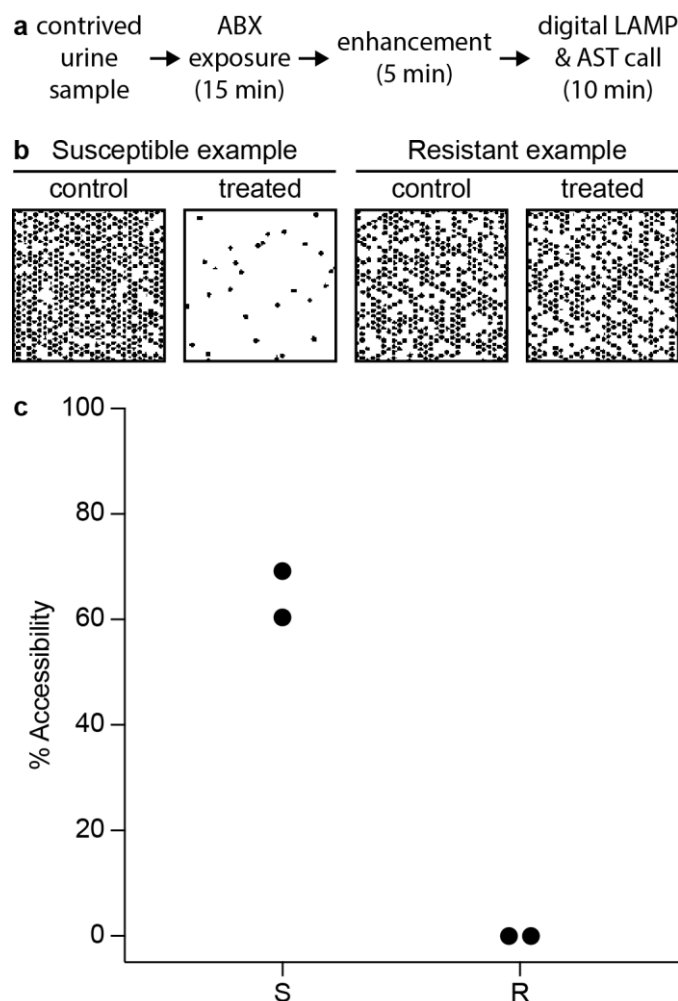 a contrived urine sample → ABX exposure (15 min) → enhancement (5 min) → digital LAMP & AST call (10 min)
b Susceptible example Resistant example
control treated control treated
c
100
80
60
40
20
0
% Accessibility
S R